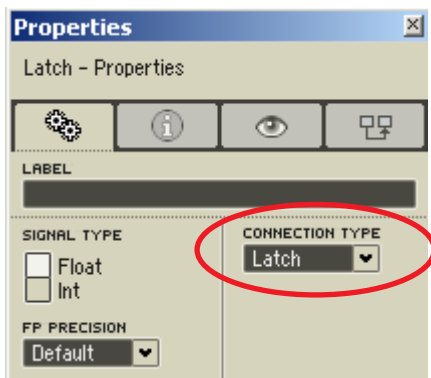 Properties
Latch – Properties
LABEL
SIGNAL TYPE
Float
Int
FP PRECISION
Default
CONNECTION TYPE
Latch